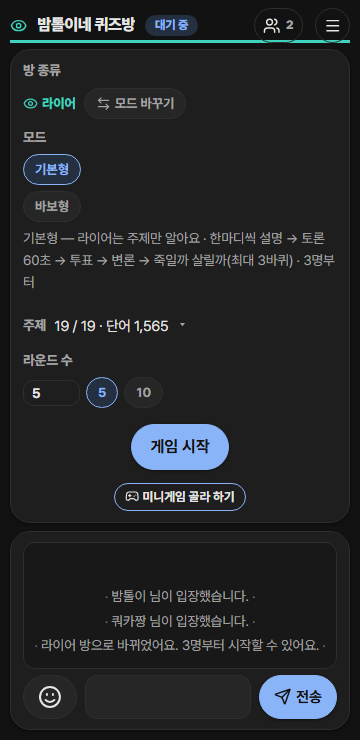 밤톨이네 퀴즈방 대기 중 2
방 종류
라이어 모드 바꾸기
모드
기본형
바보형
기본형 — 라이어는 주제만 알아요 · 한마디씩 설명 → 토론
60초 → 투표 → 변론 → 죽일까 살릴까(최대 3바퀴) · 3명부
터
주제 19 / 19 · 단어 1,565
라운드 수
5 5 10
게임 시작
미니게임 골라 하기
· 밤톨이 님이 입장했습니다. ·
· 쿼카짱 님이 입장했습니다. ·
· 라이어 방으로 바뀌었어요. 3명부터 시작할 수 있어요. ·
전송